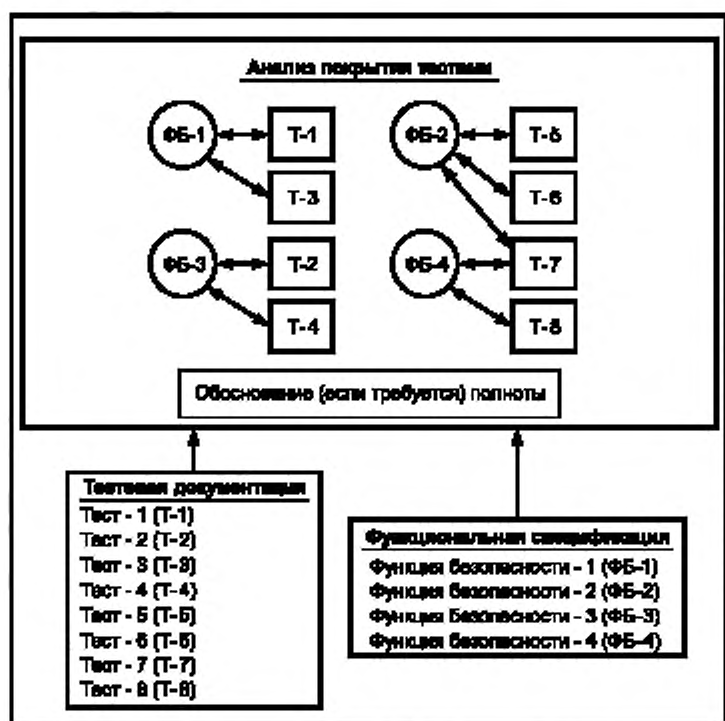 Анализ покрытия тестами
ФБ-1 Т-1 ФБ-2 Т-5
Т-3 Т-6
ФБ-3 Т-2 ФБ-4 Т-7
Т-4 Т-8
Обоснование (если требуется) полноты
Тестовая документация
Тест - 1 (Т-1)
Тест - 2 (Т-2)
Тест - 3 (Т-3)
Тест - 4 (Т-4)
Тест - 5 (Т-5)
Тест - 6 (Т-6)
Тест - 7 (Т-7)
Тест - 8 (Т-8)
Функциональная спецификация
Функция безопасности - 1 (ФБ-1)
Функция безопасности - 2 (ФБ-2)
Функция безопасности - 3 (ФБ-3)
Функция безопасности - 4 (ФБ-4)